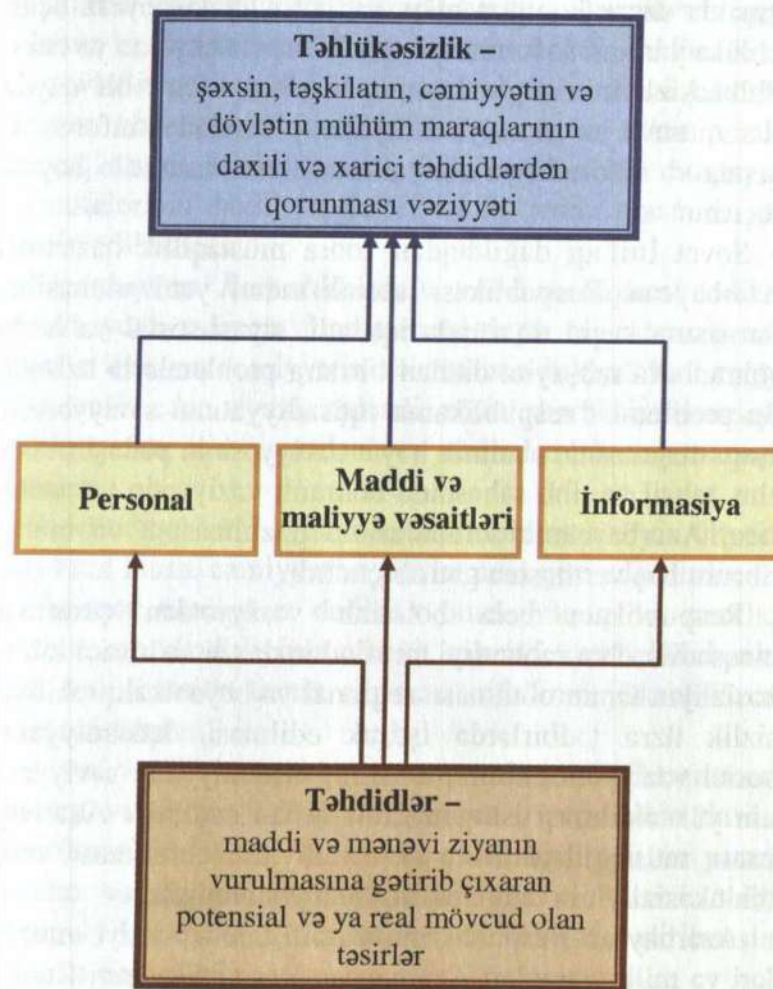 Təhlükəsizlik –
şəxsin, təşkilatın, cəmiyyətin və
dövlətin mühüm maraqlarının
daxili və xarici təhdidlərdən
qorunması vəziyyəti
Personal
Maddi və
maliyyə vəsaitləri
İnformasiya
Təhdidlər –
maddi və mənəvi ziyanın
vurulmasına gətirib çıxaran
potensial və ya real mövcud olan
təsirlər